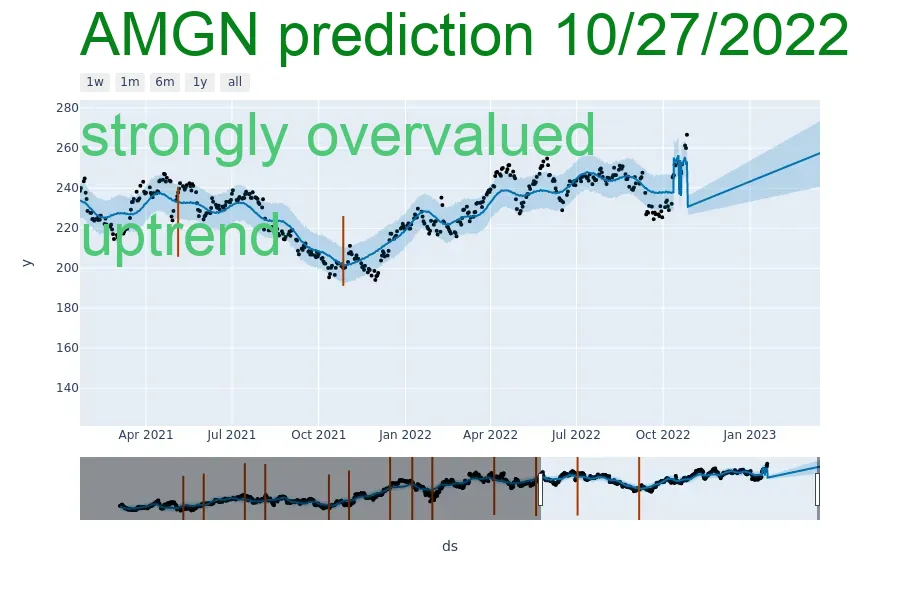 AMGN prediction 10/27/2022
1w 1m 6m 1y all
strongly overvalued
uptrend
280
260
240
220
200
180
160
140
y
Apr 2021 Jul 2021 Oct 2021 Jan 2022 Apr 2022 Jul 2022 Oct 2022 Jan 2023
ds